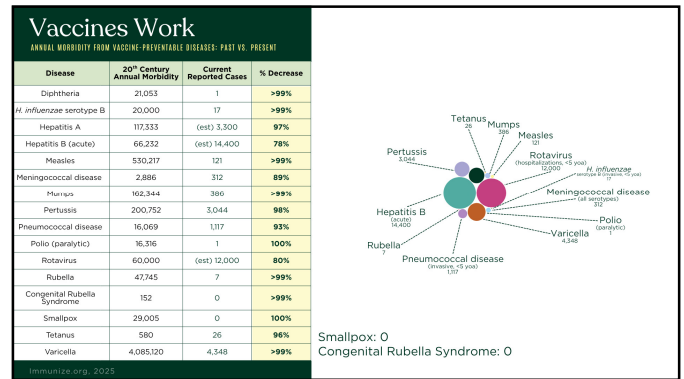 Vaccines Work
ANNUAL MORBIDITY FROM VACCINE-PREVENTABLE DISEASES: PAST VS. PRESENT
Disease 20th Century Annual Morbidity Current Reported Cases % Decrease
Diphtheria 21,053 1 >99%
H. influenzae serotype B 20,000 17 >99%
Hepatitis A 117,333 (est) 3,300 97%
Hepatitis B (acute) 66,232 (est) 14,400 78%
Measles 530,217 121 >99%
Meningococcal disease 2,886 312 89%
Mumps 162,344 386 >99%
Pertussis 200,752 3,044 98%
Pneumococcal disease 16,069 1,117 93%
Polio (paralytic) 16,316 1 100%
Rotavirus 60,000 (est) 12,000 80%
Rubella 47,745 7 >99%
Congenital Rubella Syndrome 152 0 >99%
Smallpox 29,005 0 100%
Tetanus 580 26 96%
Varicella 4,085,120 4,348 >99%
Immunize.org, 2025
Tetanus
26
Mumps
386
Measles
121
Pertussis
3,044
Rotavirus
(hospitalizations, <5 yoa)
12,000
H. influenzae
serotype B (invasive, <5 yoa)
17
Meningococcal disease
(all serotypes)
312
Hepatitis B
(acute)
14,400
Polio
(paralytic)
1
Varicella
4,348
Rubella
7
Pneumococcal disease
(invasive, <5 yoa)
1,117
Smallpox: 0
Congenital Rubella Syndrome: 0